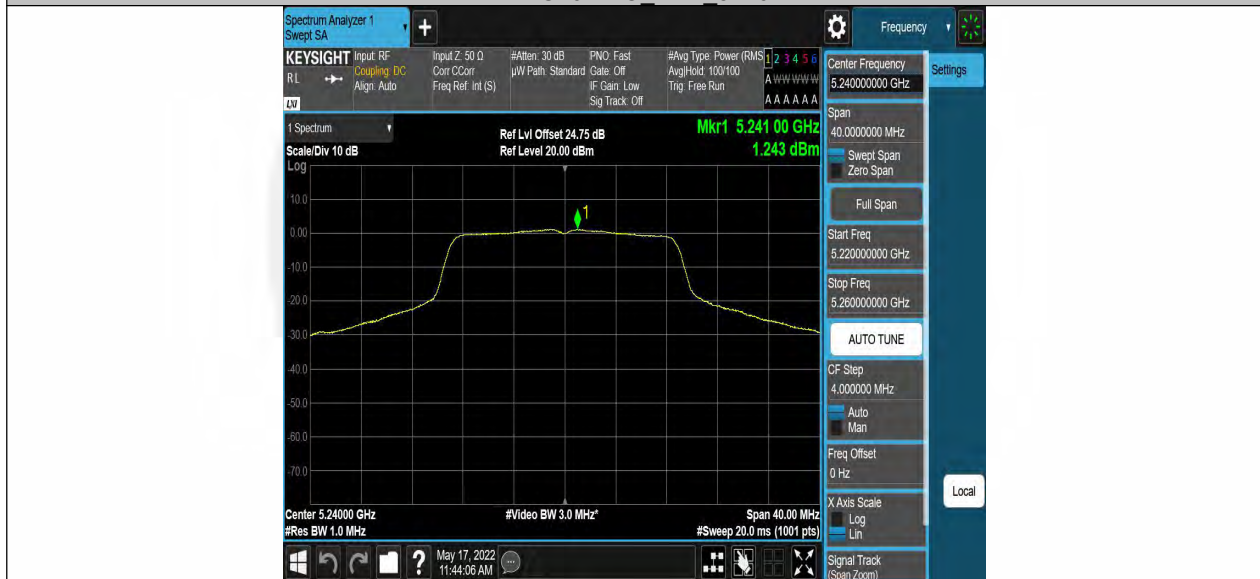 Spectrum Analyzer 1
Swept SA
+
Frequency
KEYSIGHT
RL
LXI
Input: RF
Coupling: DC
Align: Auto
Input Z: 50 Ω
Corr CCorr
Freq Ref: Int (S)
#Atten: 30 dB
µW Path: Standard
PNO: Fast
Gate: Off
IF Gain: Low
Sig Track: Off
#Avg Type: Power (RMS
Avg|Hold: 100/100
Trig: Free Run
1 2 3 4 5 6
A W W W W W
A A A A A A
1 Spectrum
Scale/Div 10 dB
Log
Ref Lvl Offset 24.75 dB
Ref Level 20.00 dBm
Mkr1 5.241 00 GHz
1.243 dBm
10.0
0.00
-10.0
-20.0
-30.0
-40.0
-50.0
-60.0
-70.0
1
Center 5.24000 GHz
#Res BW 1.0 MHz
#Video BW 3.0 MHz*
Span 40.00 MHz
#Sweep 20.0 ms (1001 pts)
?
May 17, 2022
11:44:06 AM
Center Frequency
5.240000000 GHz
Span
40.0000000 MHz
Swept Span
Zero Span
Full Span
Start Freq
5.220000000 GHz
Stop Freq
5.260000000 GHz
AUTO TUNE
CF Step
4.000000 MHz
Auto
Man
Freq Offset
0 Hz
X Axis Scale
Log
Lin
Signal Track
(Span Zoom)
Settings
Local